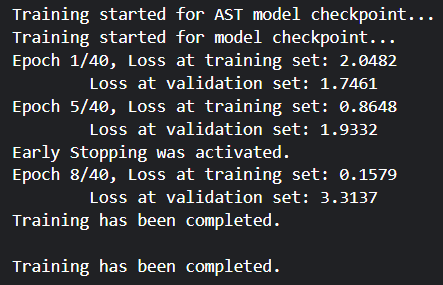 Training started for AST model checkpoint...
Training started for model checkpoint...
Epoch 1/40, Loss at training set: 2.0482
Loss at validation set: 1.7461
Epoch 5/40, Loss at training set: 0.8648
Loss at validation set: 1.9332
Early Stopping was activated.
Epoch 8/40, Loss at training set: 0.1579
Loss at validation set: 3.3137
Training has been completed.
Training has been completed.